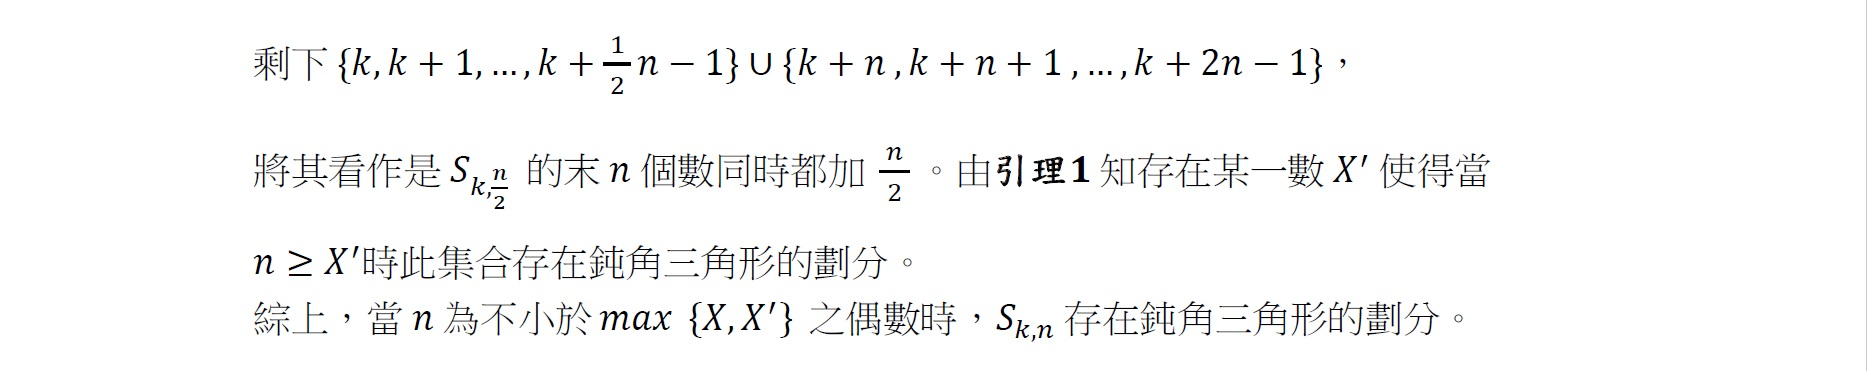 剩下 {k, k + 1, …, k + 1/2 n − 1} ∪ {k + n , k + n + 1 , … , k + 2n − 1}，
將其看作是 S_{k,n/2} 的末 n 個數同時都加 n/2 。由引理1 知存在某一數 X′ 使得當
n ≥ X′時此集合存在鈍角三角形的劃分。
綜上，當 n 為不小於 max {X, X′} 之偶數時，S_{k,n} 存在鈍角三角形的劃分。